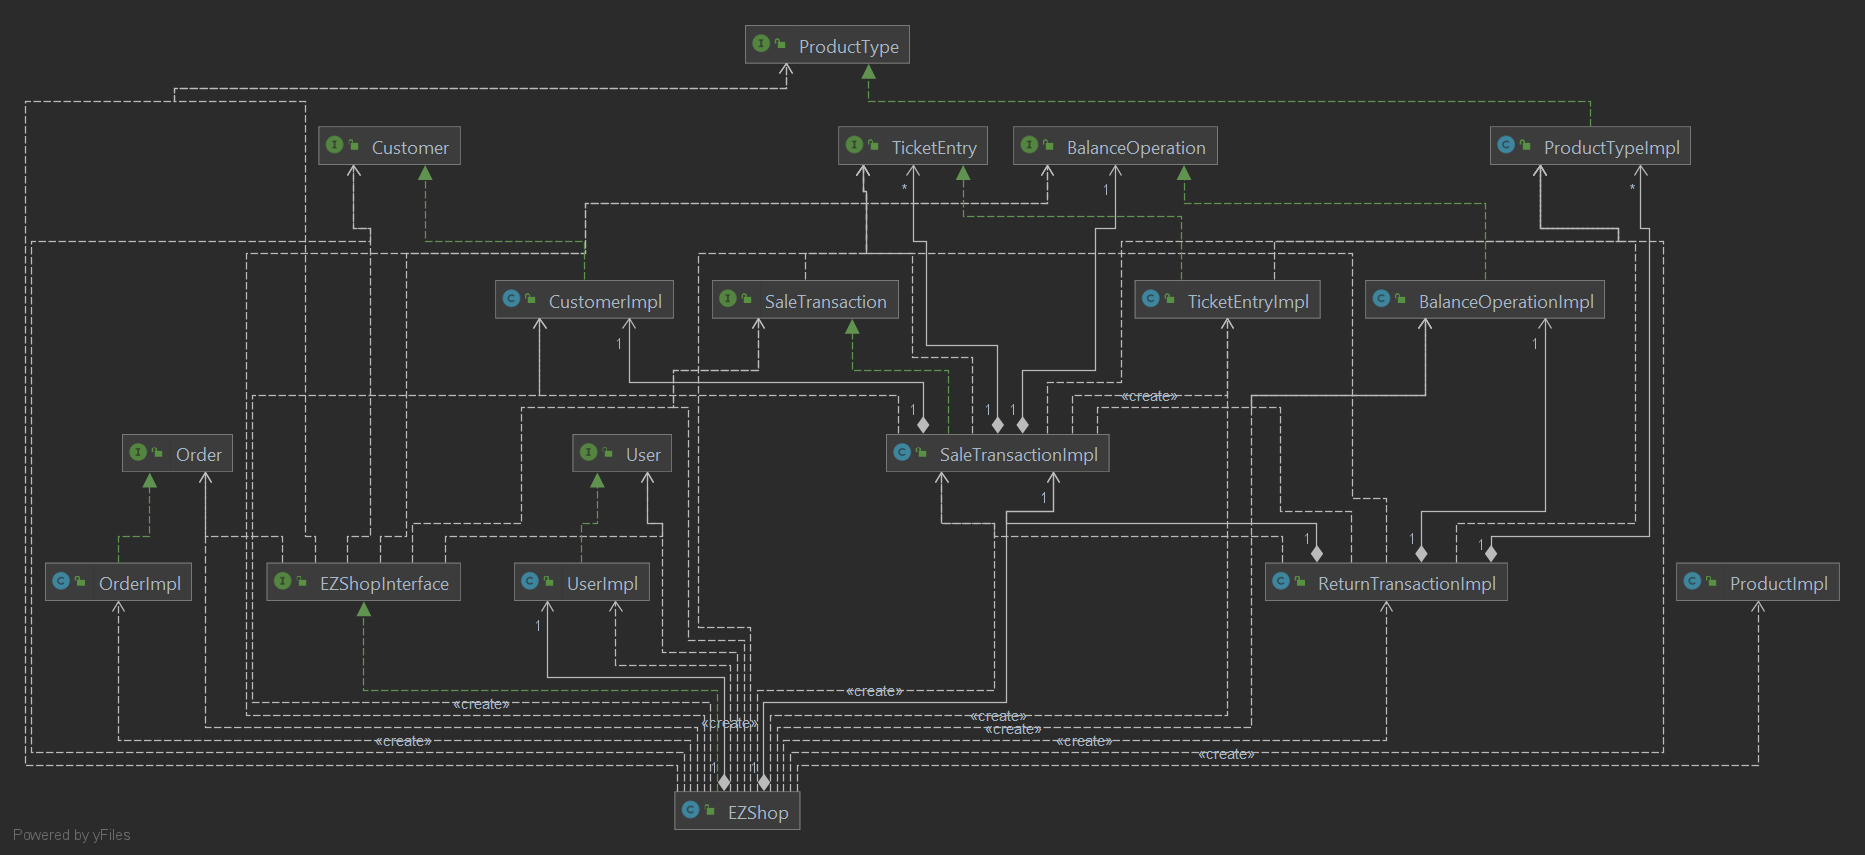 ProductType
Customer
TicketEntry
BalanceOperation
ProductTypeImpl
*
1
*
CustomerImpl
SaleTransaction
TicketEntryImpl
BalanceOperationImpl
1
1
«create»
1
1
1
Order
User
SaleTransactionImpl
1
1
1
1
OrderImpl
EZShopInterface
UserImpl
ReturnTransactionImpl
ProductImpl
1
«create»
«create»
«create»
«create»
«create»
«create»
«create»
«create»
1
1
EZShop
Powered by yFiles